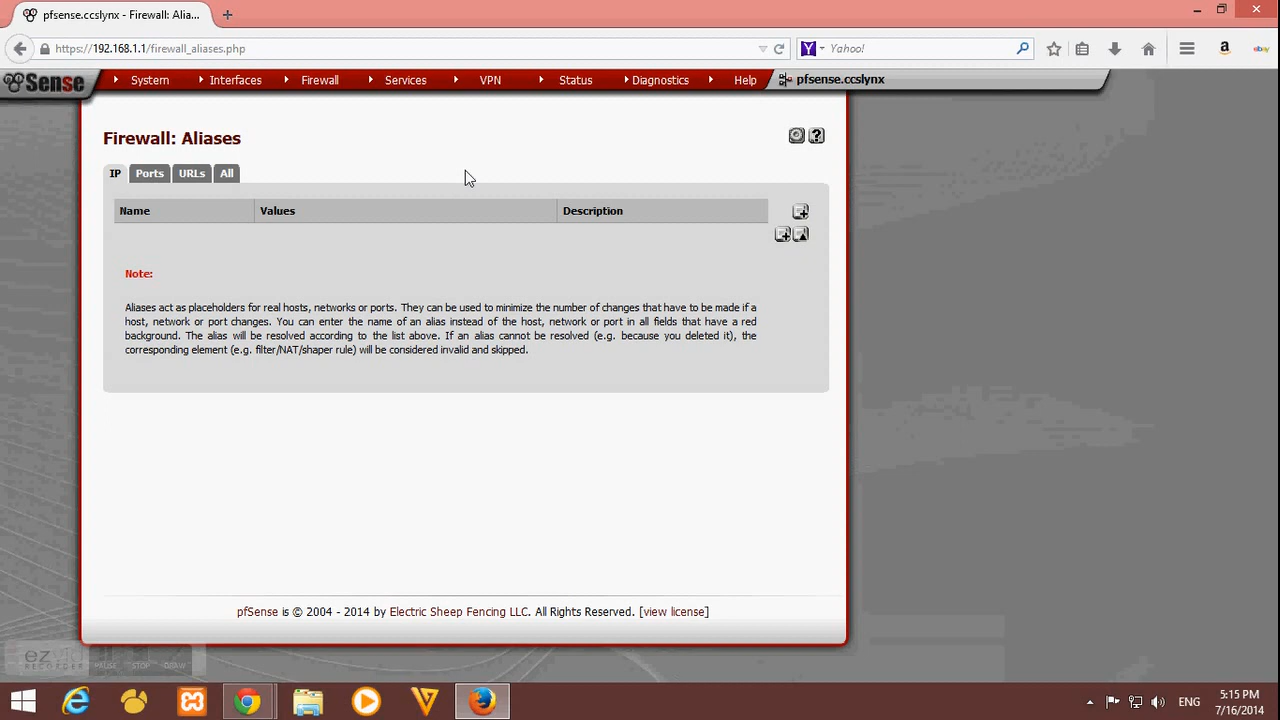 pfsense.ccslynx - Firewall: Alia...
https://192.168.1.1/firewall_aliases.php
Yahoo!
Sense
System
Interfaces
Firewall
Services
VPN
Status
Diagnostics
Help
pfsense.ccslynx
Firewall: Aliases
IP
Ports
URLs
All
Name
Values
Description
Note:
Aliases act as placeholders for real hosts, networks or ports. They can be used to minimize the number of changes that have to be made if a
host, network or port changes. You can enter the name of an alias instead of the host, network or port in all fields that have a red
background. The alias will be resolved according to the list above. If an alias cannot be resolved (e.g. because you deleted it), the
corresponding element (e.g. filter/NAT/shaper rule) will be considered invalid and skipped.
pfSense is © 2004 - 2014 by Electric Sheep Fencing LLC. All Rights Reserved. [view license]
ezvid
RECORDER
PAUSE
STOP
DRAW
ENG
5:15 PM
7/16/2014